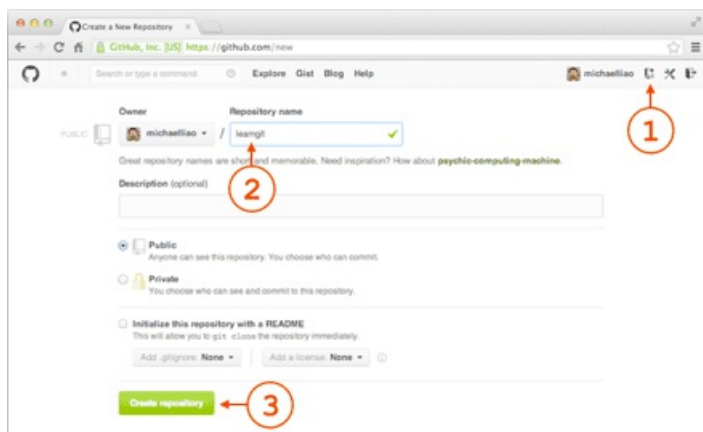 Create a New Repository
GitHub, Inc. [US] https://github.com/new
Search or type a command Explore Gist Blog Help michaelliao
1
Owner Repository name
PUBLIC michaelliao / learngit
Great repository names are short and memorable. Need inspiration? How about psychic-computing-machine.
2
Description (optional)
Public
Anyone can see this repository. You choose who can commit.
Private
You choose who can see and commit to this repository.
Initialize this repository with a README
This will allow you to git clone the repository immediately.
Add .gitignore: None Add a license: None
Create repository 3